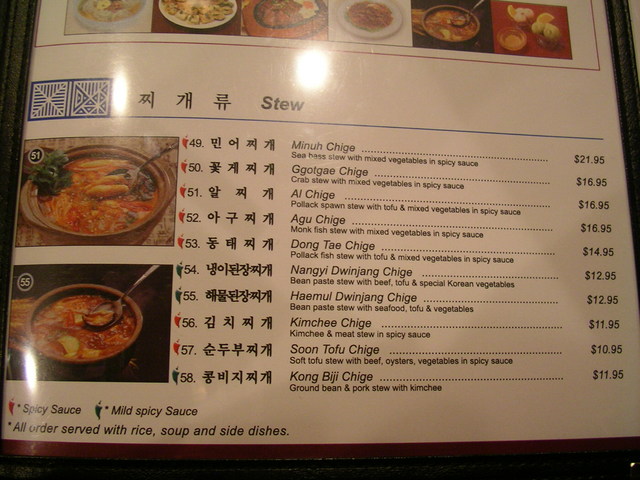 찌 개 류 Stew
51
49. 민 어 찌 개 Minuh Chige $21.95
Sea bass stew with mixed vegetables in spicy sauce
50. 꽃 게 찌 개 Ggotgae Chige $16.95
Crab stew with mixed vegetables in spicy sauce
51. 알 찌 개 Al Chige $16.95
Pollack spawn stew with tofu & mixed vegetables in spicy sauce
52. 아 구 찌 개 Agu Chige $16.95
Monk fish stew with mixed vegetables in spicy sauce
53. 동 태 찌 개 Dong Tae Chige $14.95
Pollack fish stew with tofu & mixed vegetables in spicy sauce
55
54. 냉이된장찌개 Nangyi Dwinjang Chige $12.95
Bean paste stew with beef, tofu & special Korean vegetables
55. 해물된장찌개 Haemul Dwinjang Chige $12.95
Bean paste stew with seafood, tofu & vegetables
56. 김 치 찌 개 Kimchee Chige $11.95
Kimchee & meat stew in spicy sauce
57. 순두부찌개 Soon Tofu Chige $10.95
Soft tofu stew with beef, oysters, vegetables in spicy sauce
58. 콩비지찌개 Kong Biji Chige $11.95
Ground bean & pork stew with kimchee
* Spicy Sauce * Mild spicy Sauce
* All order served with rice, soup and side dishes.